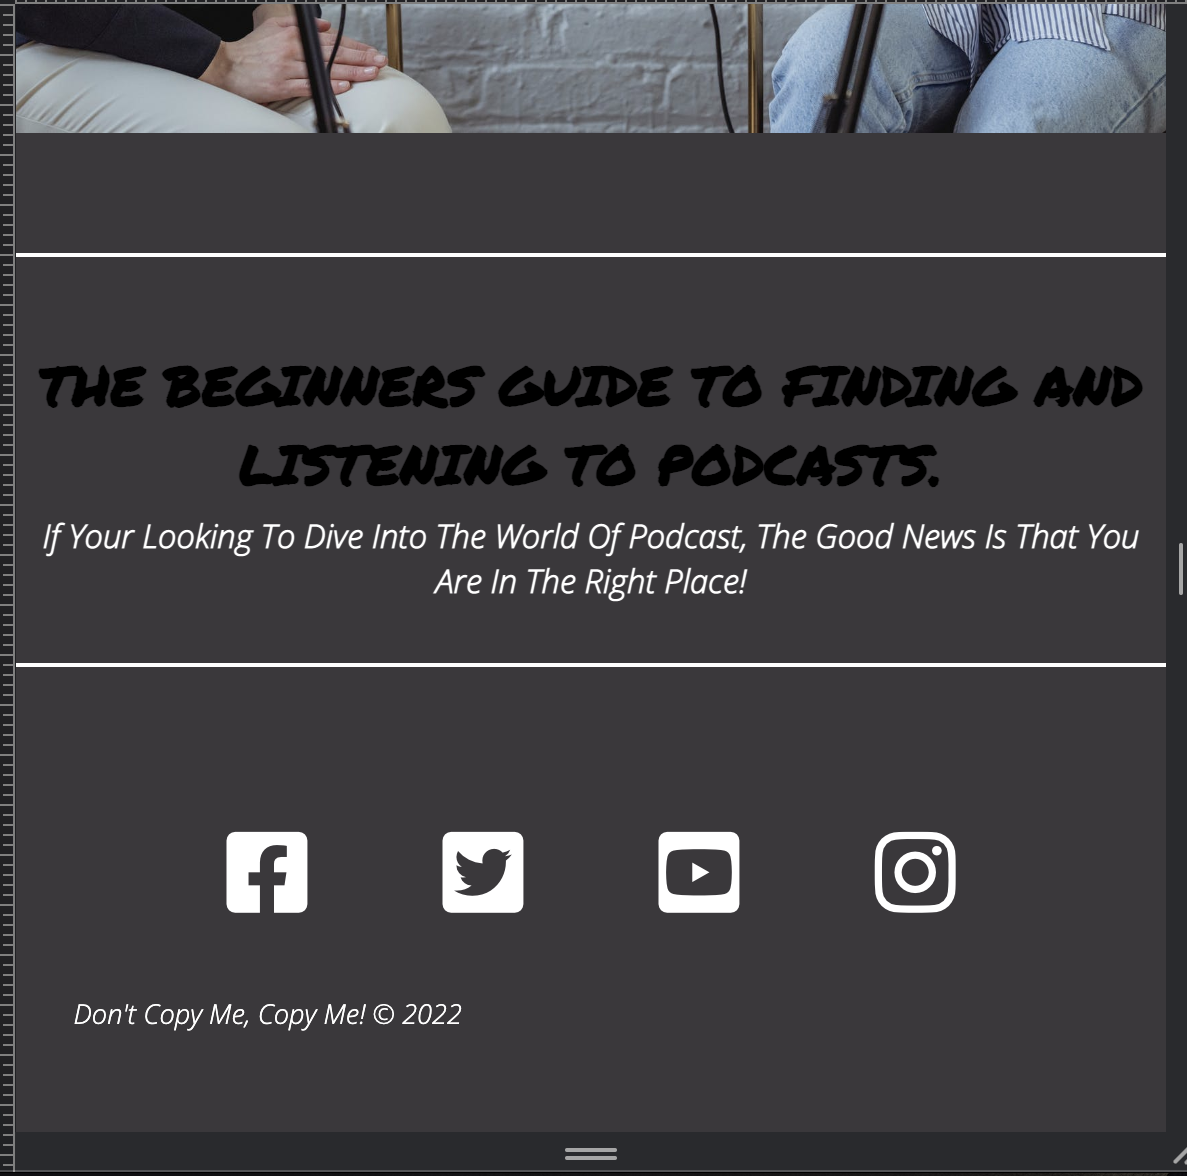 THE BEGINNERS GUIDE TO FINDING AND
LISTENING TO PODCASTS.
If Your Looking To Dive Into The World Of Podcast, The Good News Is That You
Are In The Right Place!
Don't Copy Me, Copy Me! © 2022